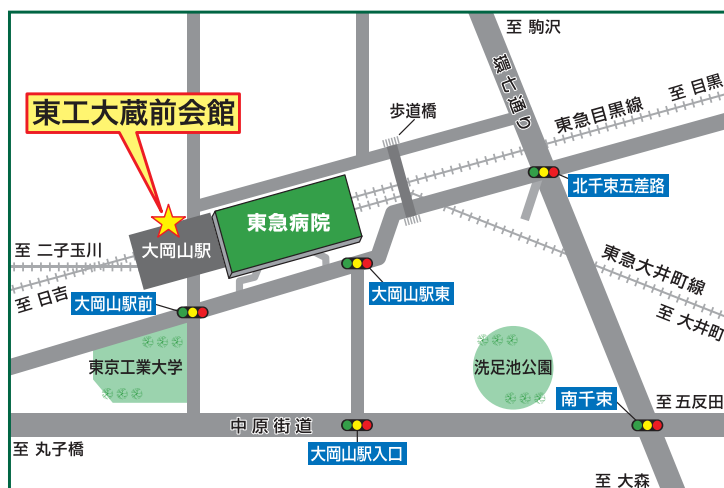 至 駒沢
環七通り
至 目黒
東急目黒線
東工大蔵前会館
歩道橋
北千束五差路
東急病院
大岡山駅
至 二子玉川
至 日吉
大岡山駅前
大岡山駅東
東急大井町線
至 大井町
東京工業大学
洗足池公園
南千束
至 五反田
中原街道
至 丸子橋
大岡山駅入口
至 大森